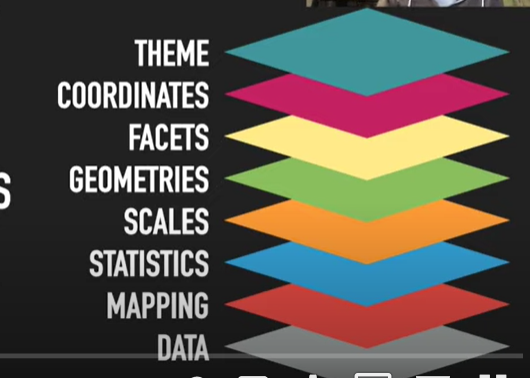 THEME
COORDINATES
FACETS
GEOMETRIES
S
SCALES
STATISTICS
MAPPING
DATA